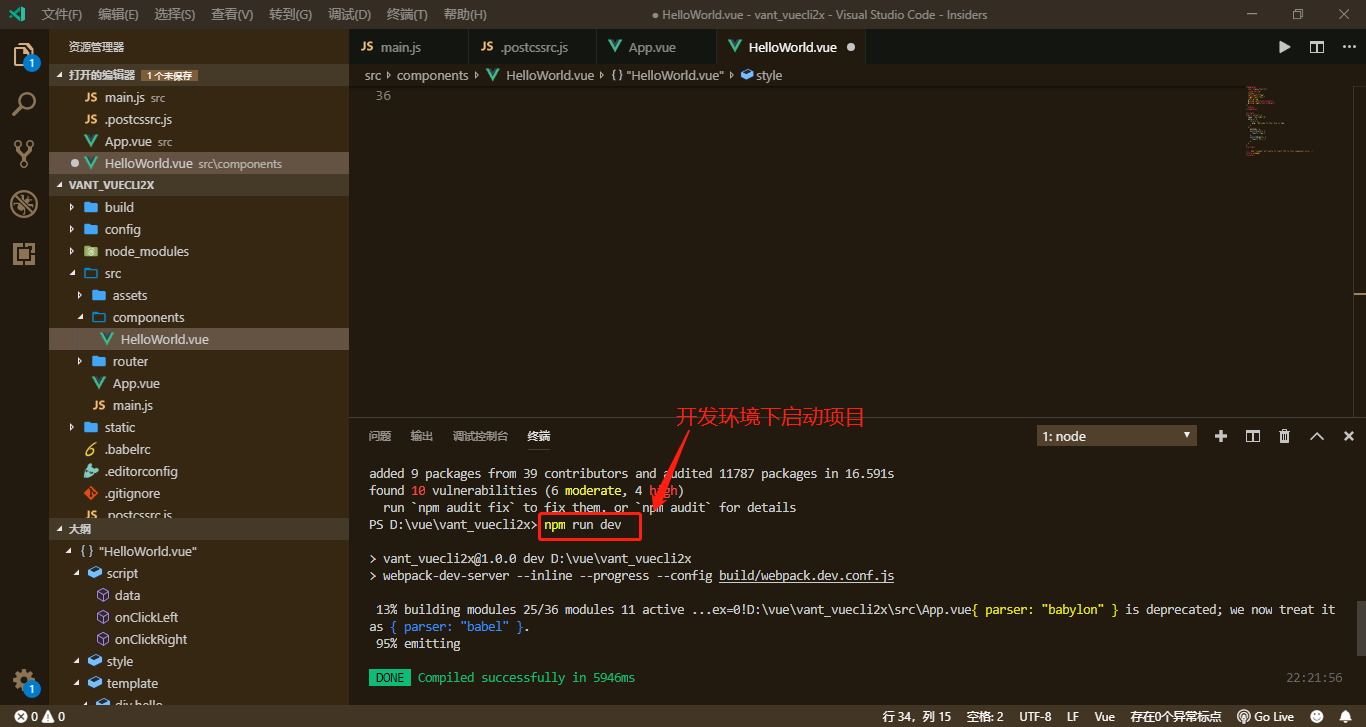 文件(F) 编辑(E) 选择(S) 查看(V) 转到(G) 调试(D) 终端(T) 帮助(H) ● HelloWorld.vue - vant_vuecli2x - Visual Studio Code - Insiders
资源管理器
打开的编辑器 1 个未保存
JS main.js src
JS .postcssrc.js
App.vue src
HelloWorld.vue src\components
VANT_VUECLI2X
build
config
node_modules
src
assets
components
HelloWorld.vue
router
App.vue
JS main.js
static
.babelrc
.editorconfig
.gitignore
JS .postcssrc.js
大纲
{ } "HelloWorld.vue"
script
data
onClickLeft
onClickRight
style
template
div.hello
1
1
JS main.js JS .postcssrc.js App.vue HelloWorld.vue ●
src › components › HelloWorld.vue › { } "HelloWorld.vue" › style
36
开发环境下启动项目
问题 输出 调试控制台 终端 1: node
added 9 packages from 39 contributors and audited 11787 packages in 16.591s
found 10 vulnerabilities (6 moderate, 4 high)
run `npm audit fix` to fix them, or `npm audit` for details
PS D:\vue\vant_vuecli2x> npm run dev
> vant_vuecli2x@1.0.0 dev D:\vue\vant_vuecli2x
> webpack-dev-server --inline --progress --config build/webpack.dev.conf.js
13% building modules 25/36 modules 11 active ...ex=0!D:\vue\vant_vuecli2x\src\App.vue{ parser: "babylon" } is deprecated; we now treat it
as { parser: "babel" }.
95% emitting
DONE Compiled successfully in 5946ms 22:21:56
0 0 行 34，列 15 空格: 2 UTF-8 LF Vue 存在0个异常标点 Go Live